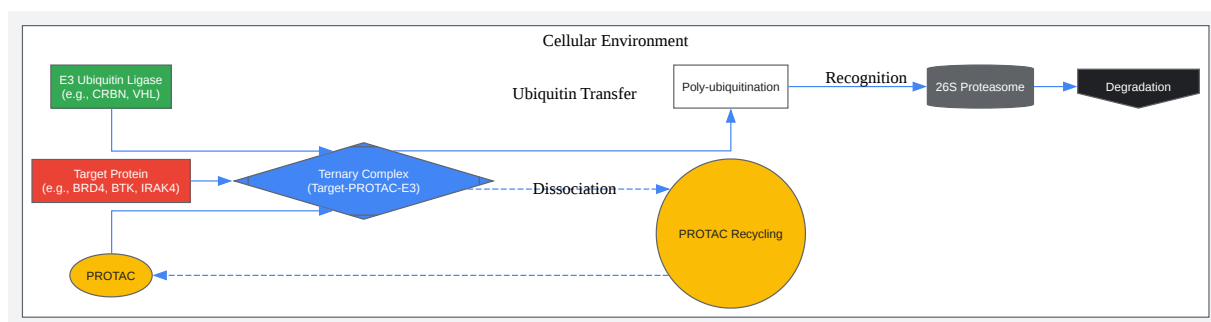 Cellular Environment
E3 Ubiquitin Ligase
(e.g., CRBN, VHL)
Ubiquitin Transfer
Poly-ubiquitination
Recognition
26S Proteasome
Degradation
Target Protein
(e.g., BRD4, BTK, IRAK4)
Ternary Complex
(Target-PROTAC-E3)
Dissociation
PROTAC Recycling
PROTAC